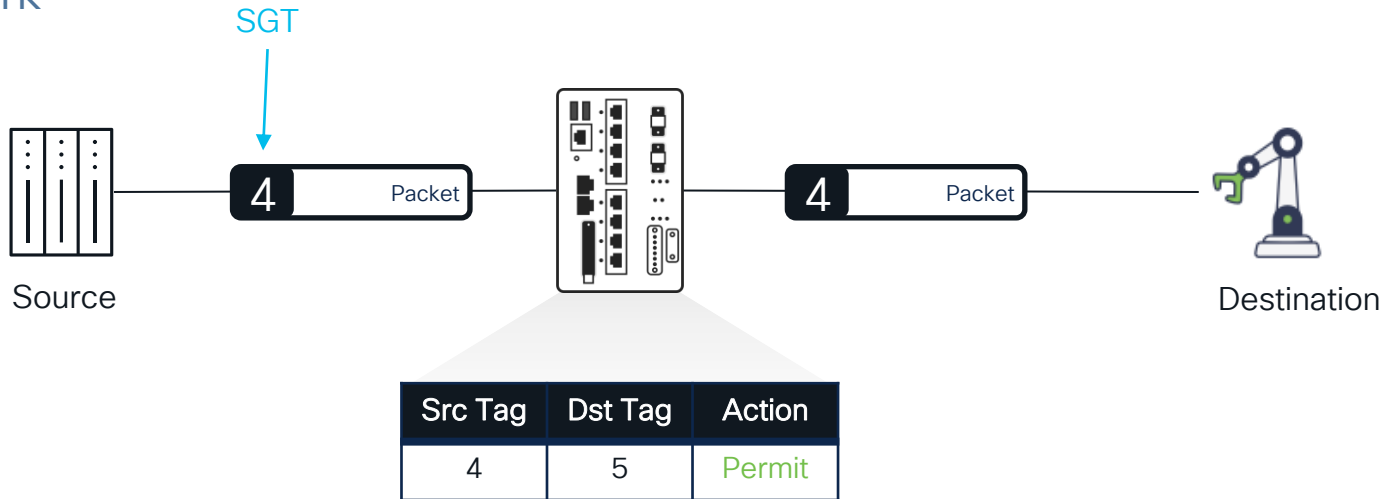 SGT
4 Packet
4 Packet
Source
Destination
Src Tag Dst Tag Action
4 5 Permit